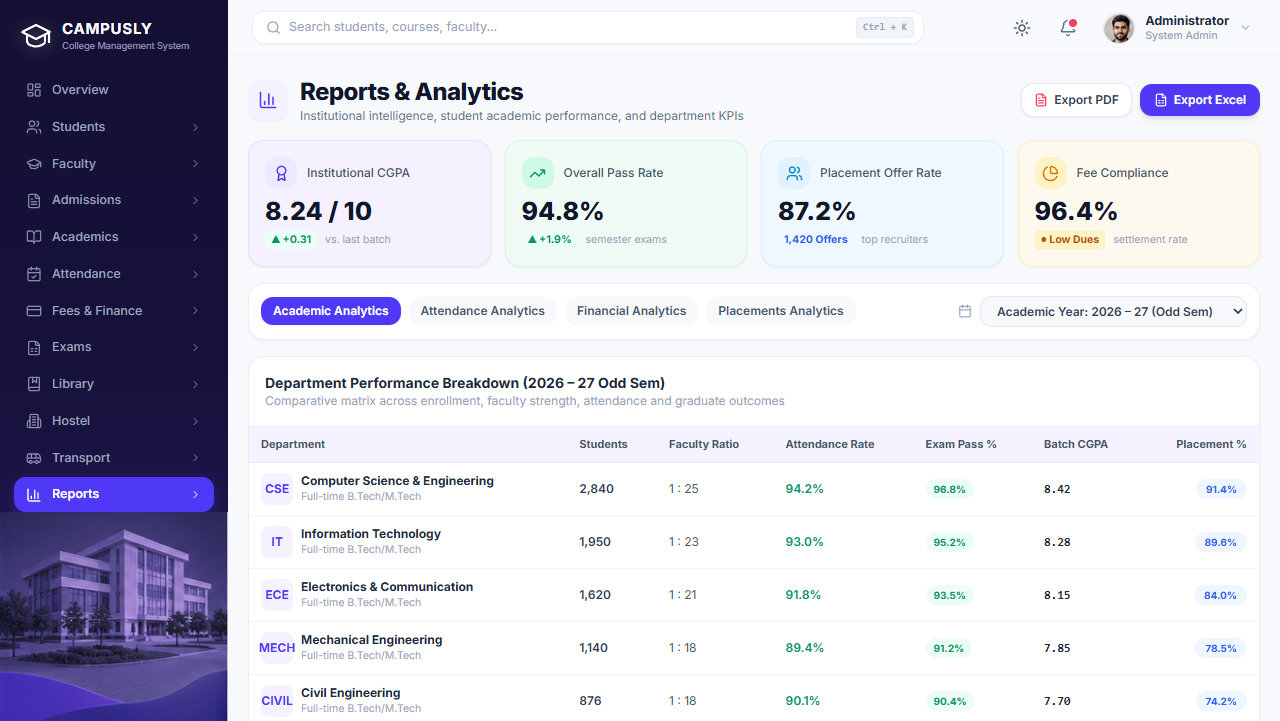 CAMPUSLY
College Management System
Overview
Students
Faculty
Admissions
Academics
Attendance
Fees & Finance
Exams
Library
Hostel
Transport
Reports
Search students, courses, faculty...
Ctrl + K
Administrator
System Admin
Reports & Analytics
Institutional intelligence, student academic performance, and department KPIs
Export PDF
Export Excel
Institutional CGPA
8.24 / 10
▲ +0.31 vs. last batch
Overall Pass Rate
94.8%
▲ +1.9% semester exams
Placement Offer Rate
87.2%
1,420 Offers top recruiters
Fee Compliance
96.4%
● Low Dues settlement rate
Academic Analytics
Attendance Analytics
Financial Analytics
Placements Analytics
Academic Year: 2026 – 27 (Odd Sem)
Department Performance Breakdown (2026 – 27 Odd Sem)
Comparative matrix across enrollment, faculty strength, attendance and graduate outcomes
Department Students Faculty Ratio Attendance Rate Exam Pass % Batch CGPA Placement %
CSE Computer Science & Engineering 2,840 1 : 25 94.2% 96.8% 8.42 91.4%
Full-time B.Tech/M.Tech
IT Information Technology 1,950 1 : 23 93.0% 95.2% 8.28 89.6%
Full-time B.Tech/M.Tech
ECE Electronics & Communication 1,620 1 : 21 91.8% 93.5% 8.15 84.0%
Full-time B.Tech/M.Tech
MECH Mechanical Engineering 1,140 1 : 18 89.4% 91.2% 7.85 78.5%
Full-time B.Tech/M.Tech
CIVIL Civil Engineering 876 1 : 18 90.1% 90.4% 7.70 74.2%
Full-time B.Tech/M.Tech